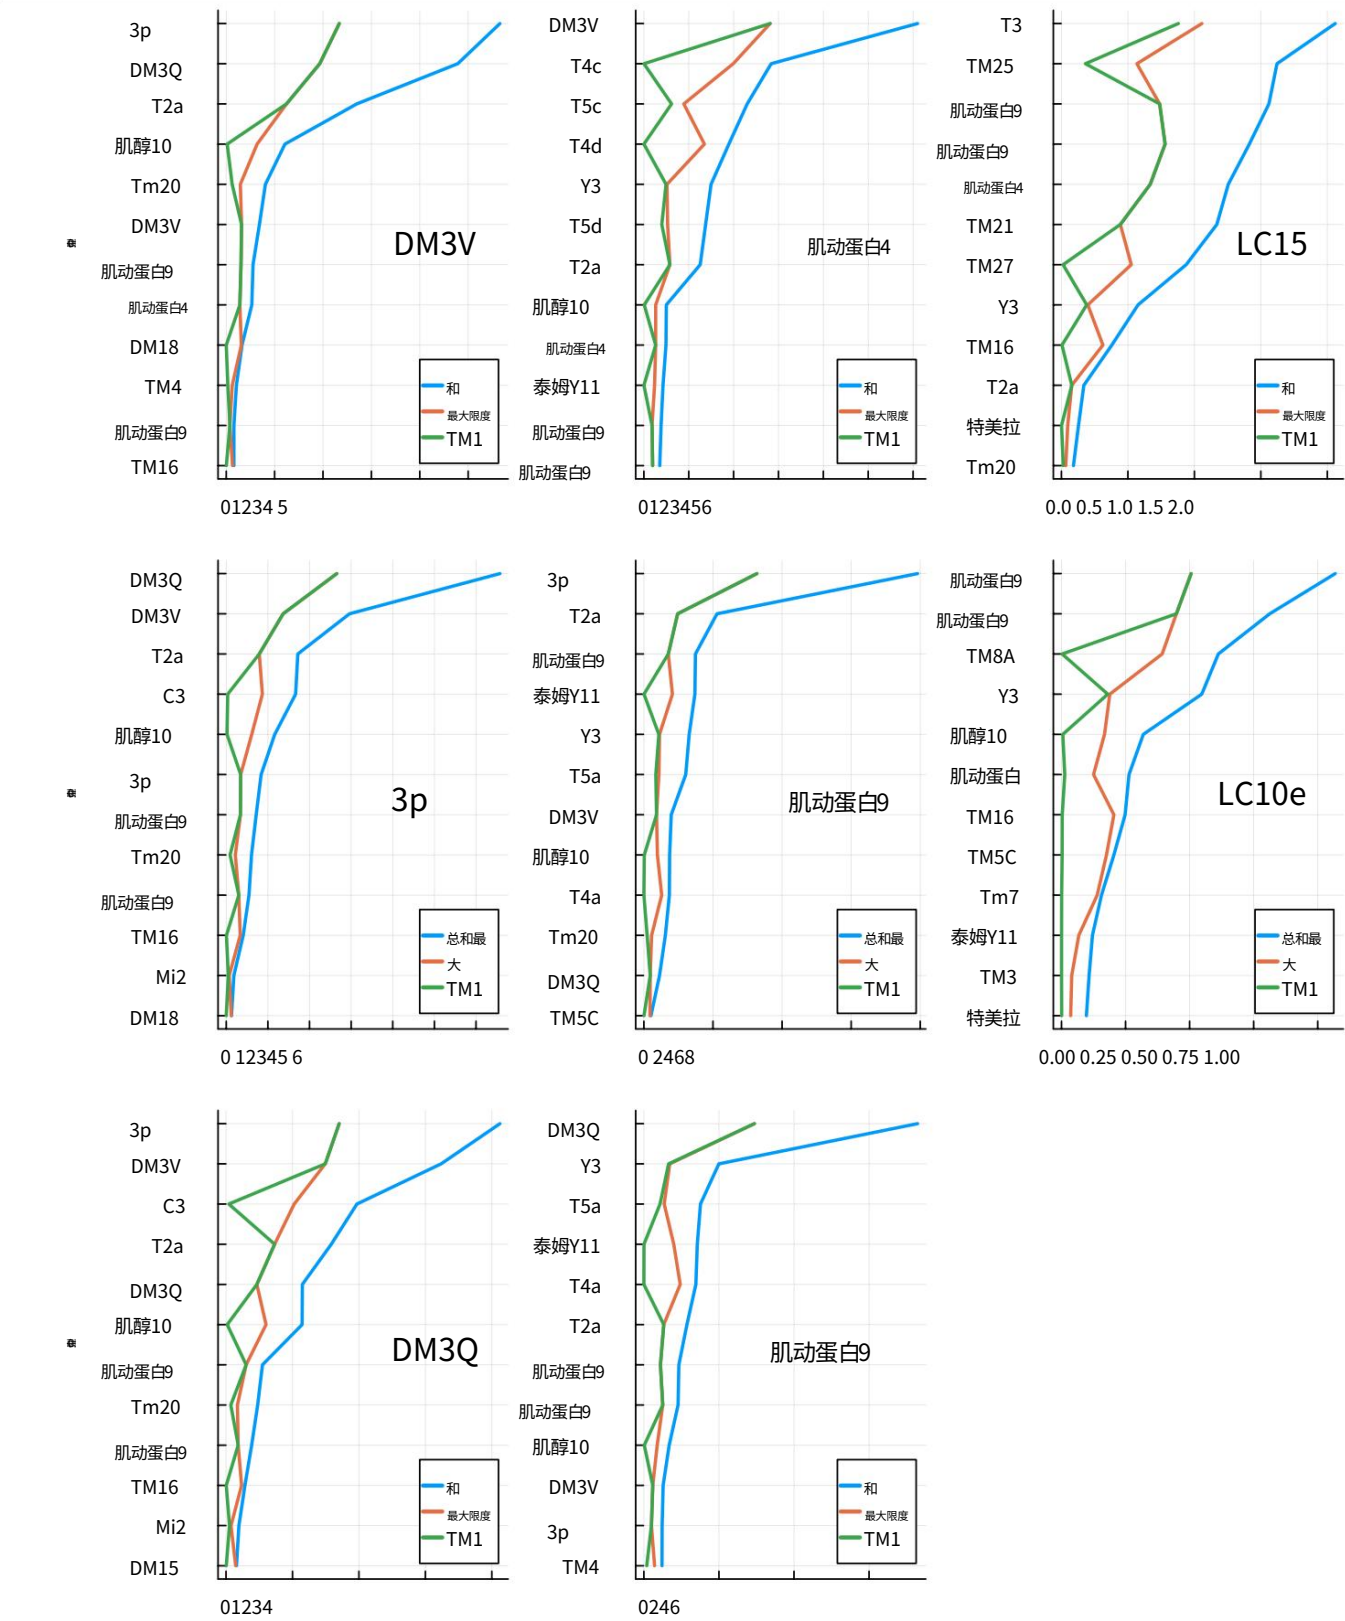 3p
DM3Q
T2a
肌醇10
Tm20
DM3V
肌动蛋白9
肌动蛋白4
DM18
TM4
肌动蛋白9
TM16
DM3V
和
最大限度
TM1
01234 5
DM3V
T4c
T5c
T4d
Y3
T5d
T2a
肌醇10
肌动蛋白4
泰姆Y11
肌动蛋白9
肌动蛋白9
肌动蛋白4
和
最大限度
TM1
0123456
T3
TM25
肌动蛋白9
肌动蛋白9
肌动蛋白4
TM21
TM27
Y3
TM16
T2a
特美拉
Tm20
LC15
和
最大限度
TM1
0.0 0.5 1.0 1.5 2.0
DM3Q
DM3V
T2a
C3
肌醇10
3p
肌动蛋白9
Tm20
肌动蛋白9
TM16
Mi2
DM18
3p
总和最
大
TM1
0 12345 6
3p
T2a
肌动蛋白9
泰姆Y11
Y3
T5a
DM3V
肌醇10
T4a
Tm20
DM3Q
TM5C
肌动蛋白9
总和最
大
TM1
0 2468
肌动蛋白9
肌动蛋白9
TM8A
Y3
肌醇10
肌动蛋白
TM16
TM5C
Tm7
泰姆Y11
TM3
特美拉
LC10e
总和最
大
TM1
0.00 0.25 0.50 0.75 1.00
3p
DM3V
C3
T2a
DM3Q
肌醇10
肌动蛋白9
Tm20
肌动蛋白9
TM16
Mi2
DM15
DM3Q
和
最大限度
TM1
01234
DM3Q
Y3
T5a
泰姆Y11
T4a
T2a
肌动蛋白9
肌动蛋白9
肌醇10
DM3V
3p
TM4
肌动蛋白9
和
最大限度
TM1
0246